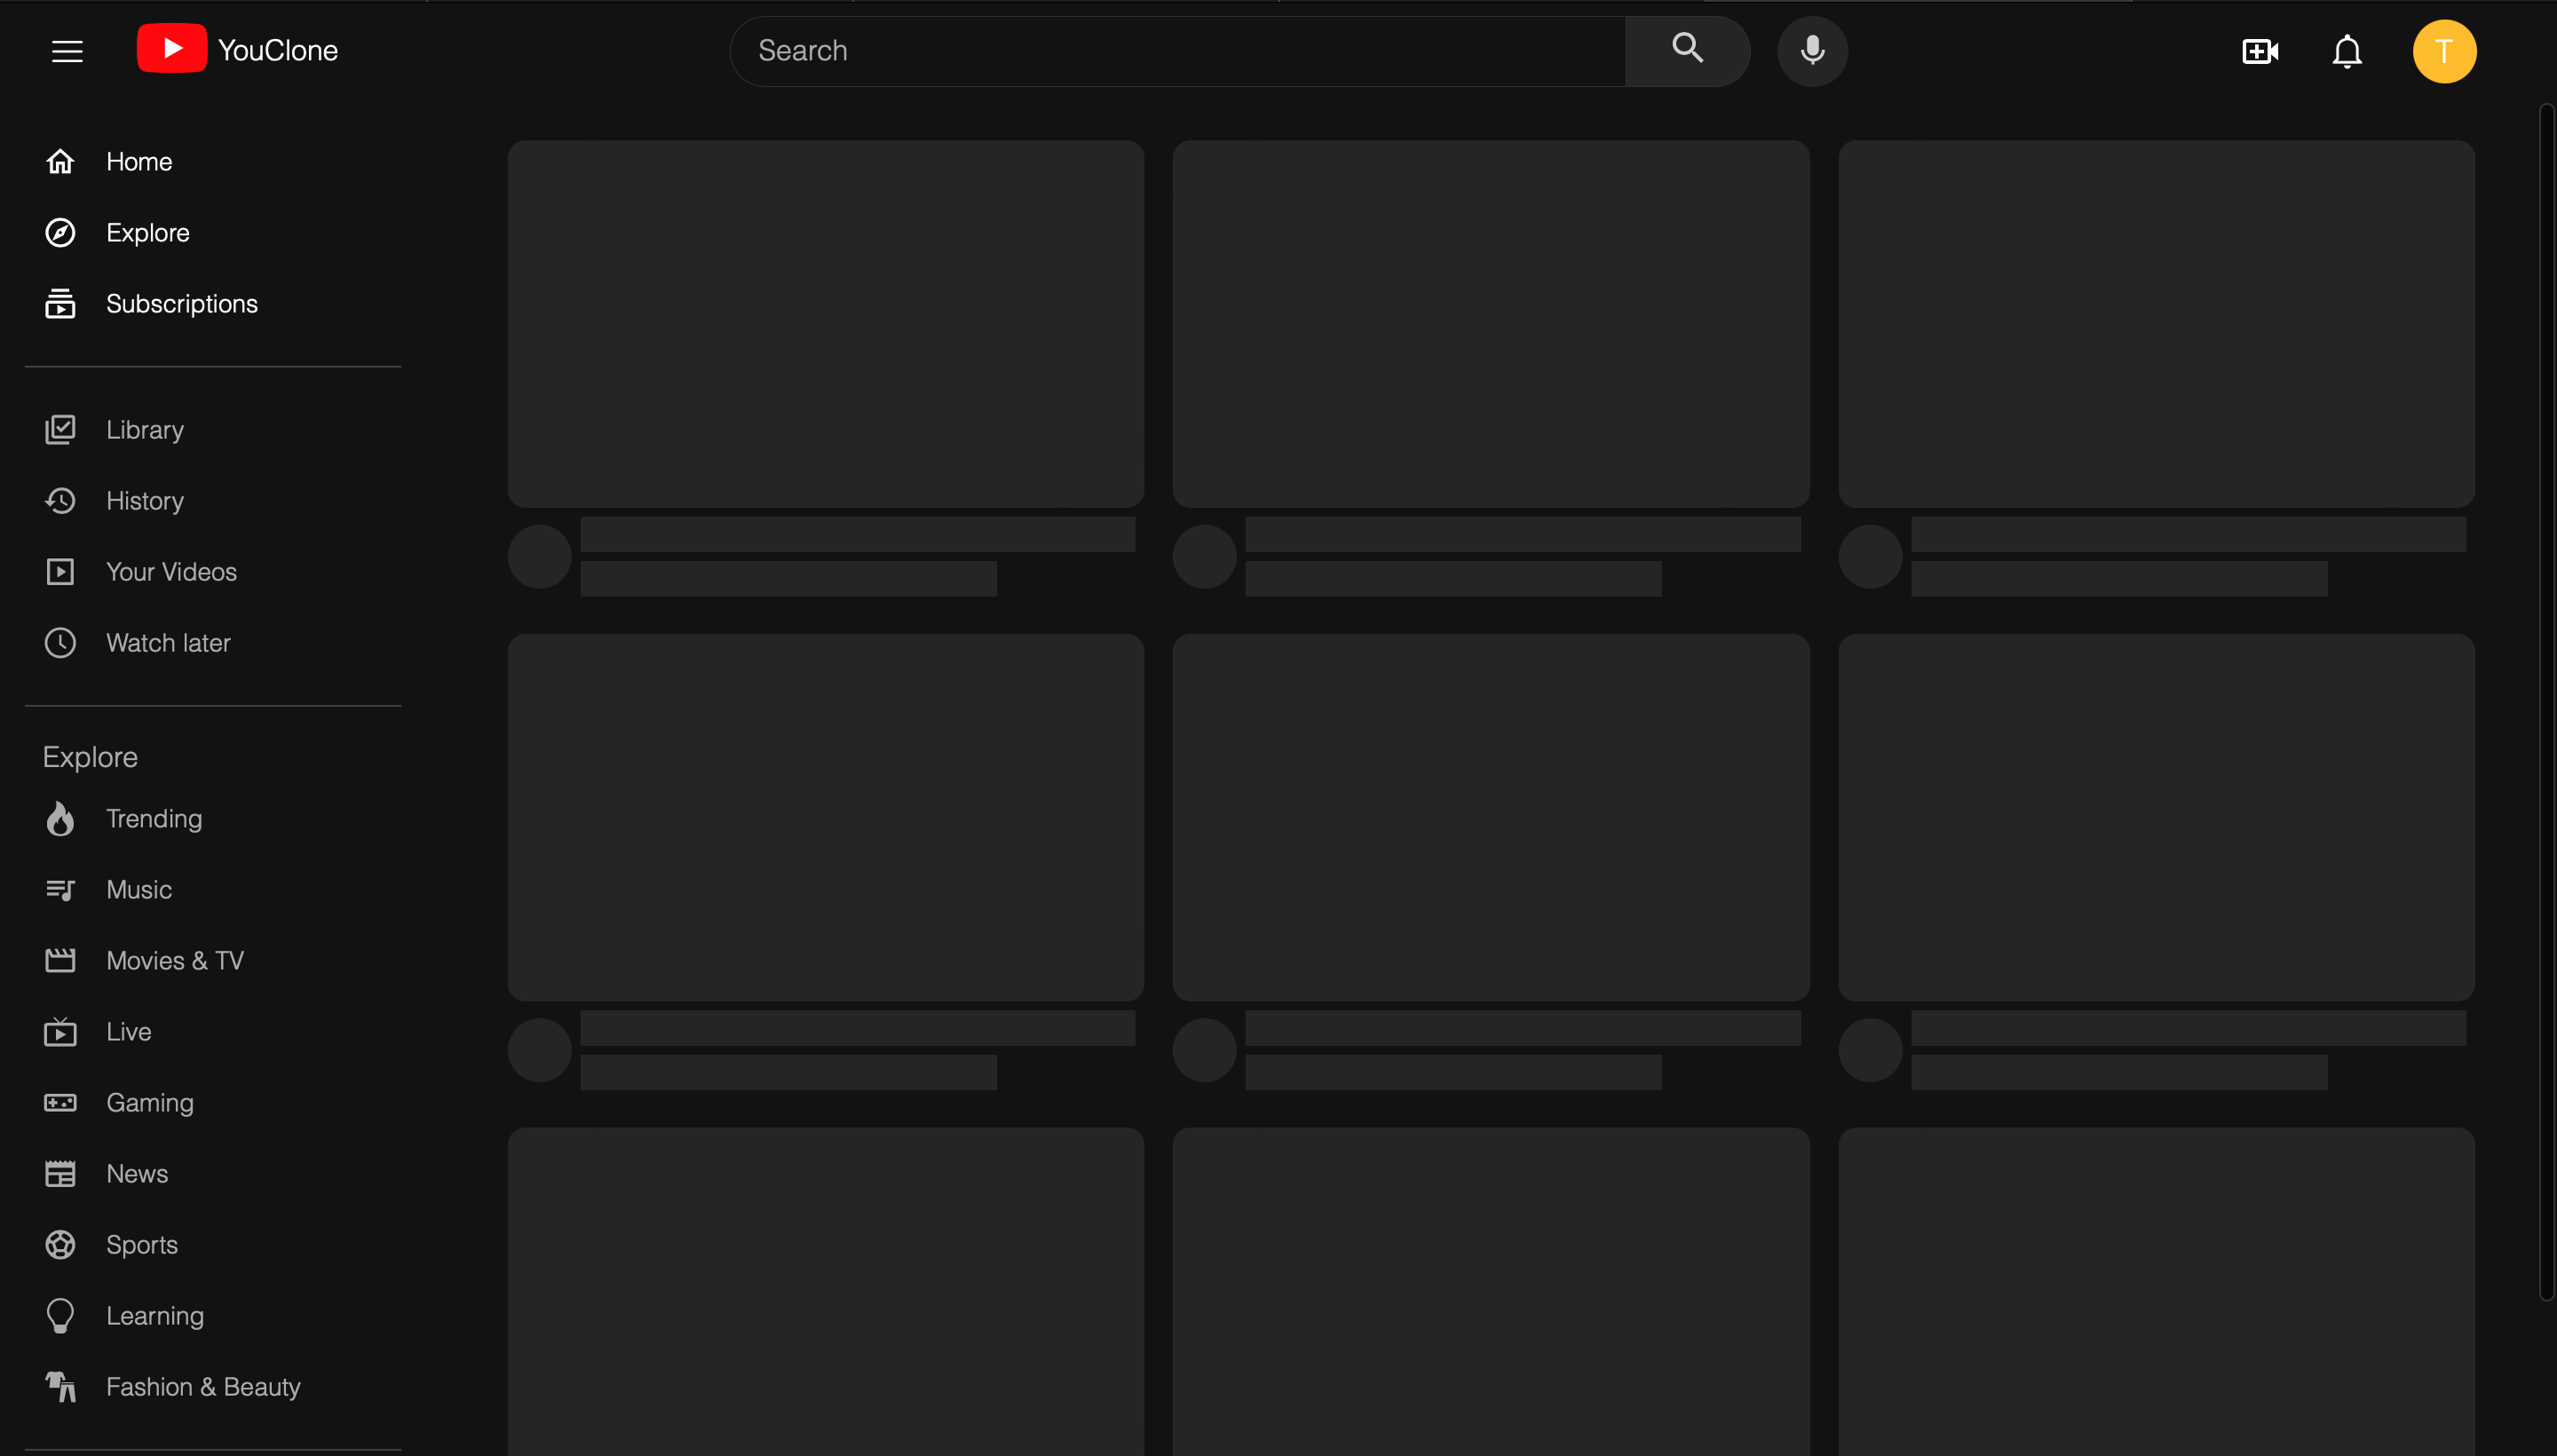 YouClone
Search
T
Home
Explore
Subscriptions
Library
History
Your Videos
Watch later
Explore
Trending
Music
Movies & TV
Live
Gaming
News
Sports
Learning
Fashion & Beauty